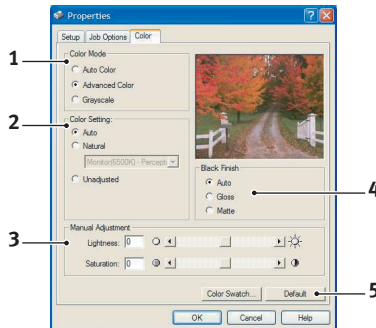 Properties
Setup Job Options Color
1
Color Mode
Auto Color
Advanced Color
Grayscale
2
Color Setting:
Auto
Natural
Monitor(6500K) - Percepti
Unadjusted
Black Finish
Auto
Gloss
Matte
4
3
Manual Adjustment
Lightness: 0
Saturation: 0
Color Swatch... Default
5
OK Cancel Help